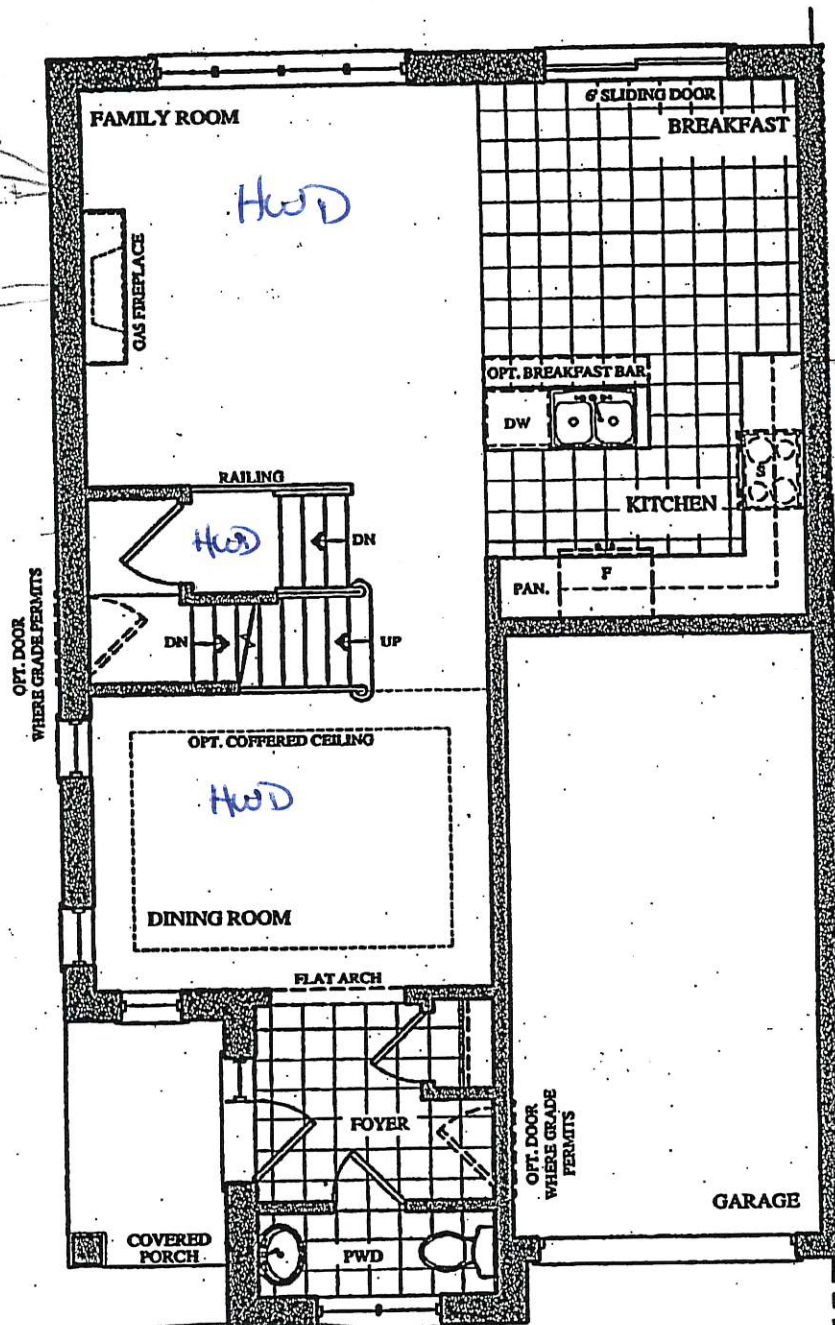 6' SLIDING DOOR
FAMILY ROOM
BREAKFAST
HWD
GAS FIREPLACE
OPT. BREAKFAST BAR
DW
S
RAILING
KITCHEN
HWD
DN
F
PAN.
OPT. DOOR
WHERE GRADE PERMITS
DN
UP
OPT. COFFERED CEILING
HWD
DINING ROOM
FLAT ARCH
FOYER
OPT. DOOR
WHERE GRADE
PERMITS
GARAGE
COVERED
PORCH
PWD